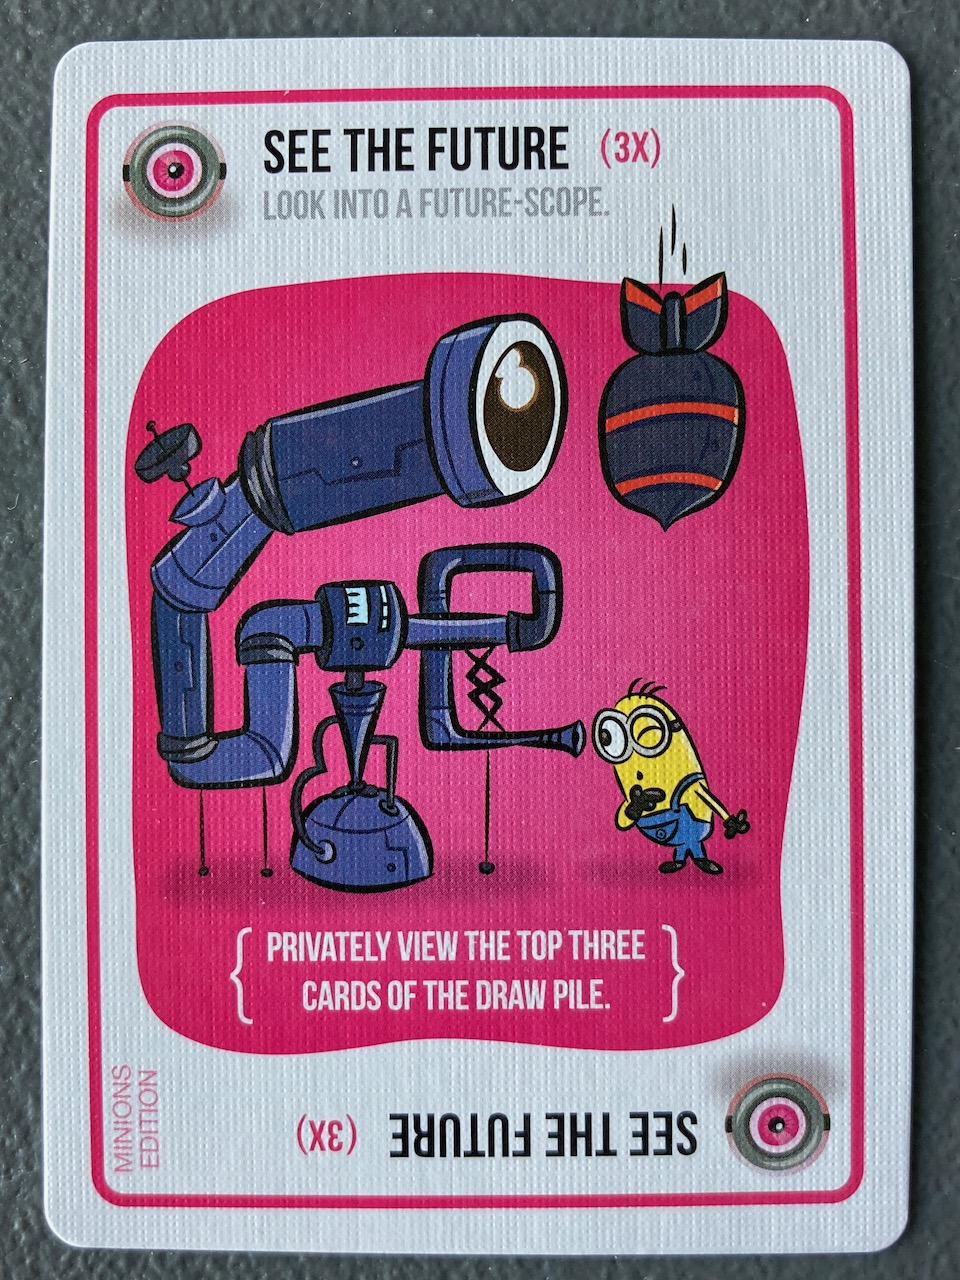 SEE THE FUTURE (3X)
LOOK INTO A FUTURE-SCOPE.
{ PRIVATELY VIEW THE TOP THREE
CARDS OF THE DRAW PILE. }
MINIONS
EDITION
SEE THE FUTURE (3X)